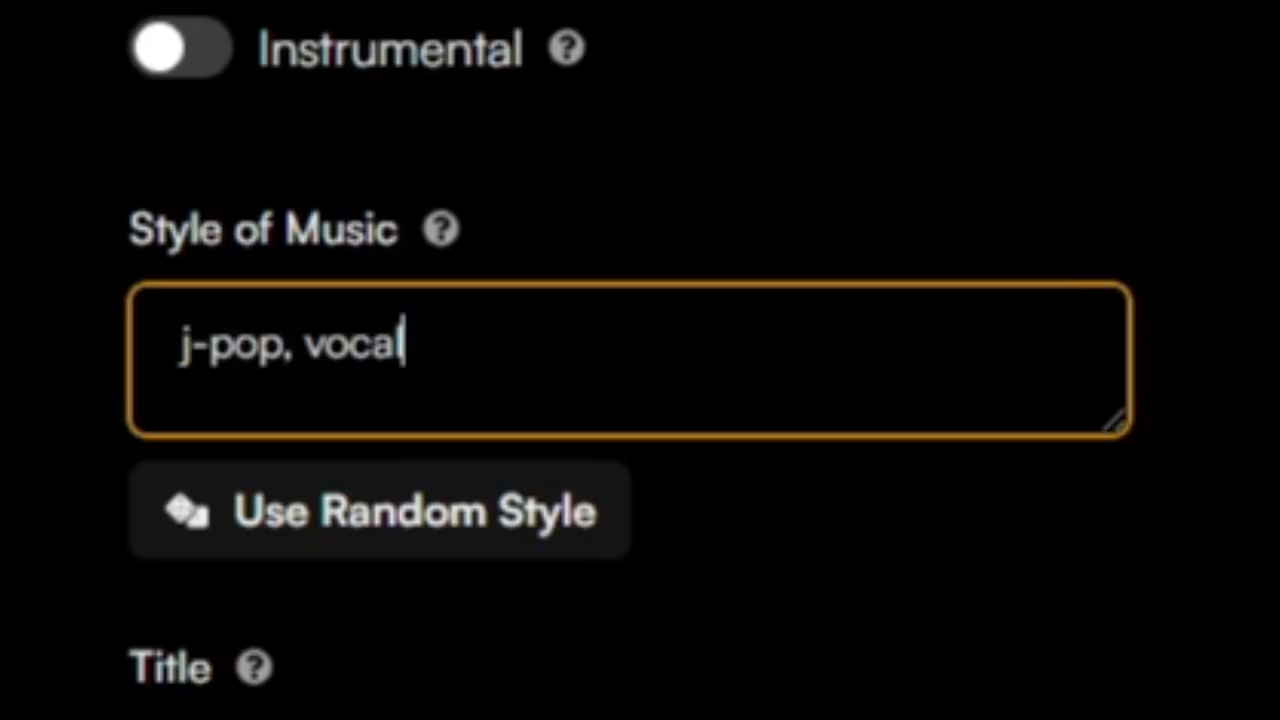 Instrumental
Style of Music
j-pop, vocal
Use Random Style
Title